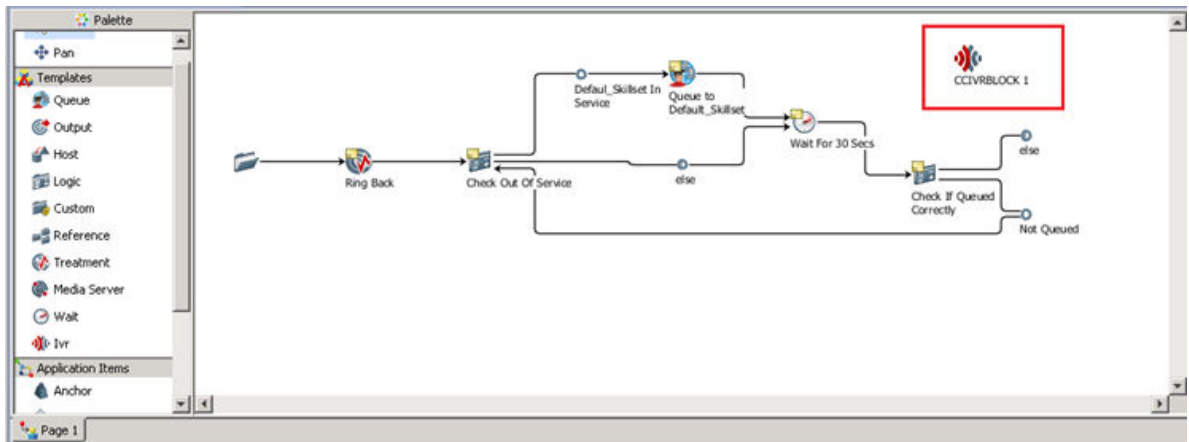 Palette
Pan
Templates
Queue
Output
Host
Logic
Custom
Reference
Treatment
Media Server
Wait
Ivr
Application Items
Anchor
Page 1
Ring Back
Check Out Of Service
Defaul_Skillset In
Service
Queue to
Default_Skillset
else
Wait For 30 Secs
CCIVRBLOCK 1
Check If Queued
Correctly
else
Not Queued